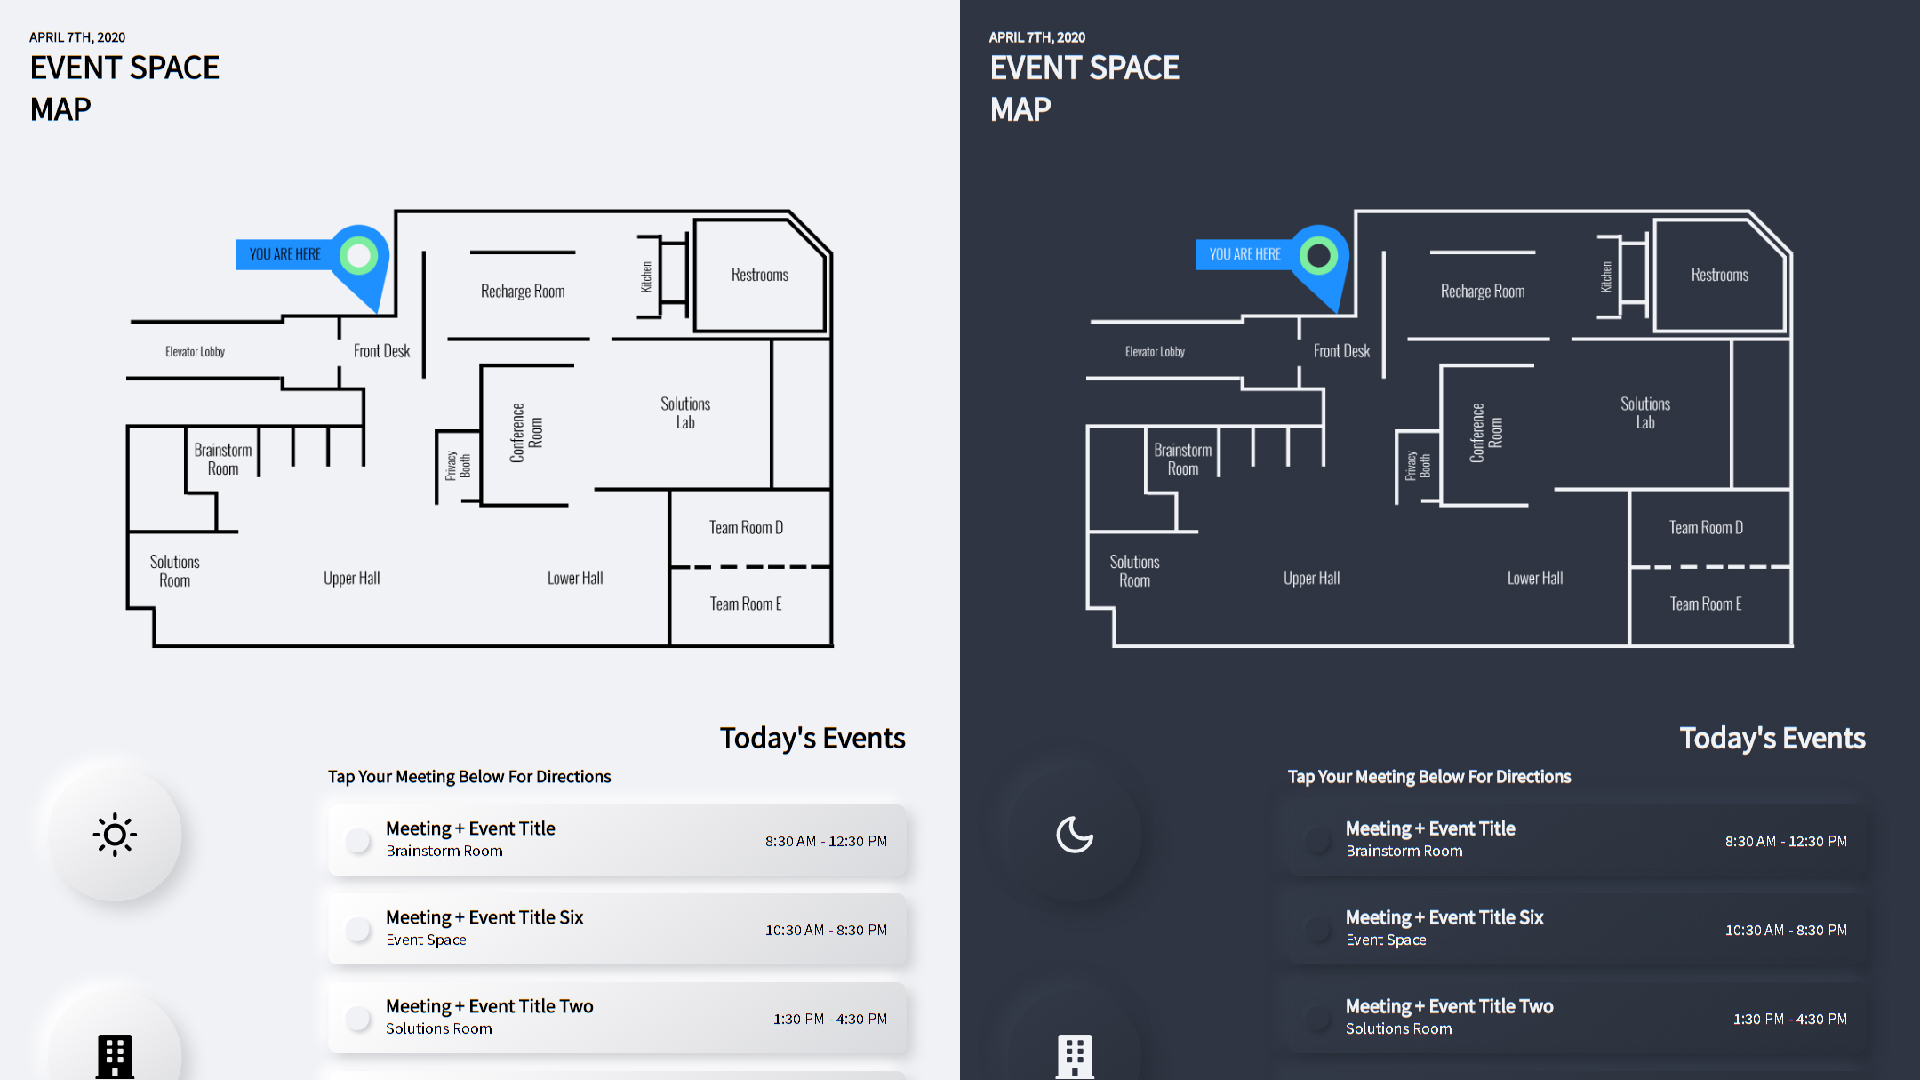 APRIL 7TH, 2020
EVENT SPACE
MAP
YOU ARE HERE
Recharge Room
Kitchen
Restrooms
Elevator Lobby
Front Desk
Solutions
Lab
Conference
Room
Brainstorm
Room
Privacy
Booth
Team Room D
Solutions
Room
Upper Hall
Lower Hall
Team Room E
Today's Events
Tap Your Meeting Below For Directions
Meeting + Event Title
Brainstorm Room
8:30 AM - 12:30 PM
Meeting + Event Title Six
Event Space
10:30 AM - 8:30 PM
Meeting + Event Title Two
Solutions Room
1:30 PM - 4:30 PM
APRIL 7TH, 2020
EVENT SPACE
MAP
YOU ARE HERE
Recharge Room
Kitchen
Restrooms
Elevator Lobby
Front Desk
Solutions
Lab
Conference
Room
Brainstorm
Room
Privacy
Booth
Team Room D
Solutions
Room
Upper Hall
Lower Hall
Team Room E
Today's Events
Tap Your Meeting Below For Directions
Meeting + Event Title
Brainstorm Room
8:30 AM - 12:30 PM
Meeting + Event Title Six
Event Space
10:30 AM - 8:30 PM
Meeting + Event Title Two
Solutions Room
1:30 PM - 4:30 PM